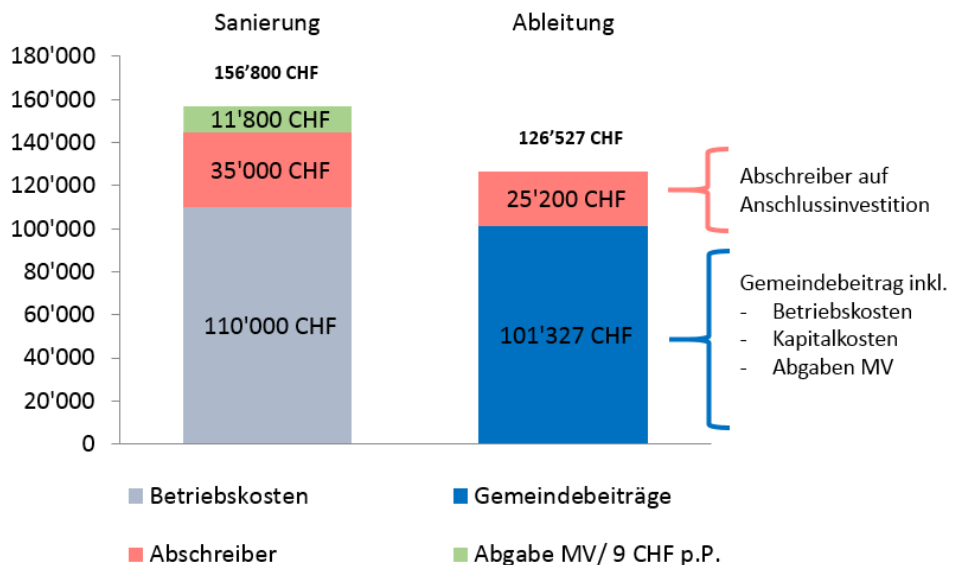 Sanierung
Ableitung
180'000
160'000
140'000
120'000
100'000
80'000
60'000
40'000
20'000
0
156’800 CHF
11'800 CHF
35'000 CHF
110'000 CHF
126’527 CHF
25'200 CHF
101'327 CHF
Abschreiber auf
Anschlussinvestition
Gemeindebeitrag inkl.
- Betriebskosten
- Kapitalkosten
- Abgaben MV
Betriebskosten
Gemeindebeiträge
Abschreiber
Abgabe MV/ 9 CHF p.P.